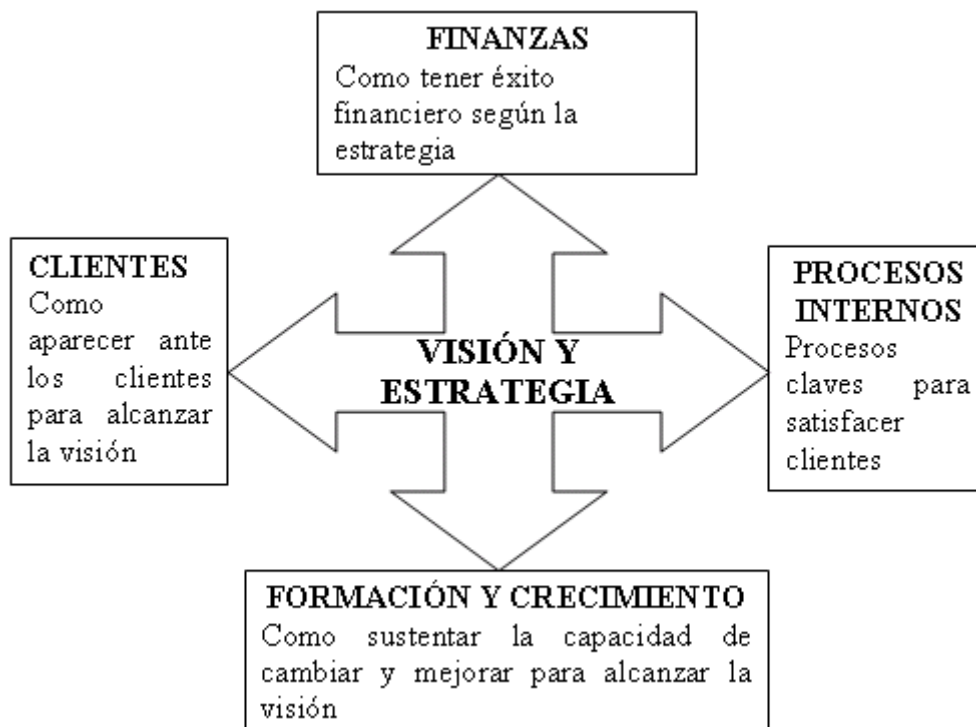 FINANZAS
Como tener éxito
financiero según la
estrategia
CLIENTES
Como
aparecer ante
los clientes
para alcanzar
la visión
VISIÓN Y
ESTRATEGIA
PROCESOS
INTERNOS
Procesos
claves para
satisfacer
clientes
FORMACIÓN Y CRECIMIENTO
Como sustentar la capacidad de
cambiar y mejorar para alcanzar la
visión